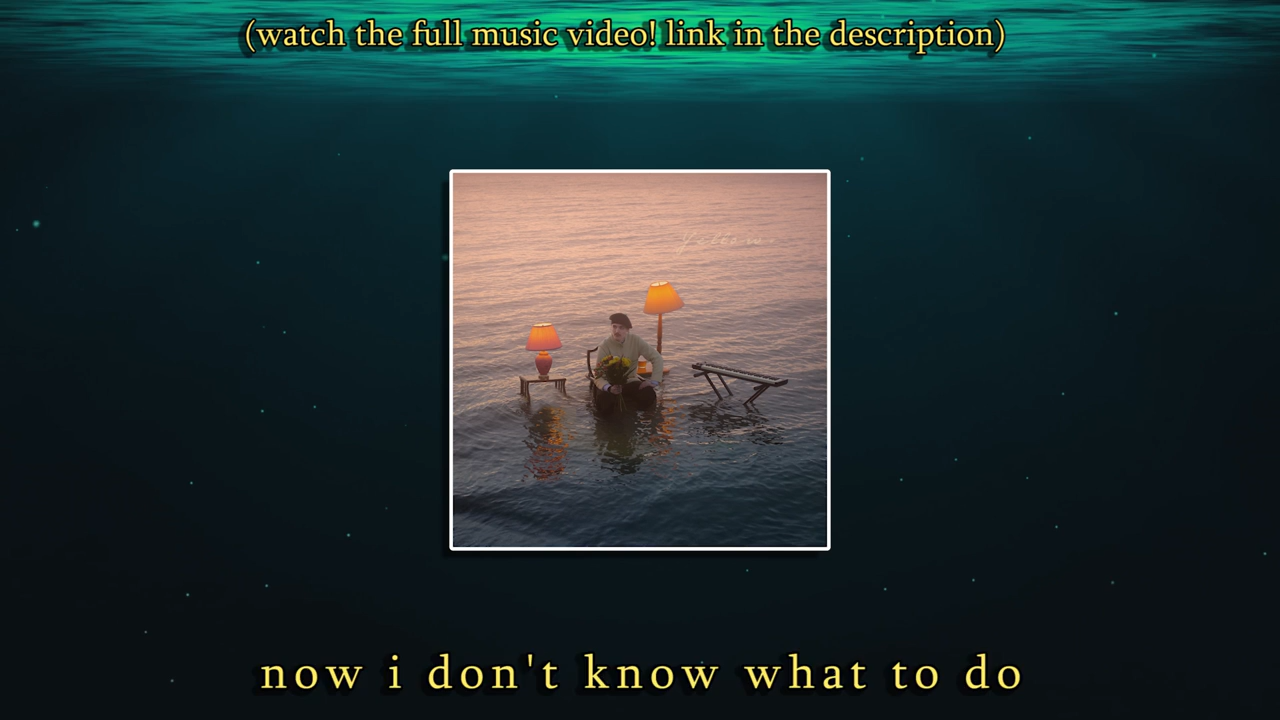 (watch the full music video! link in the description)
now i don't know what to do